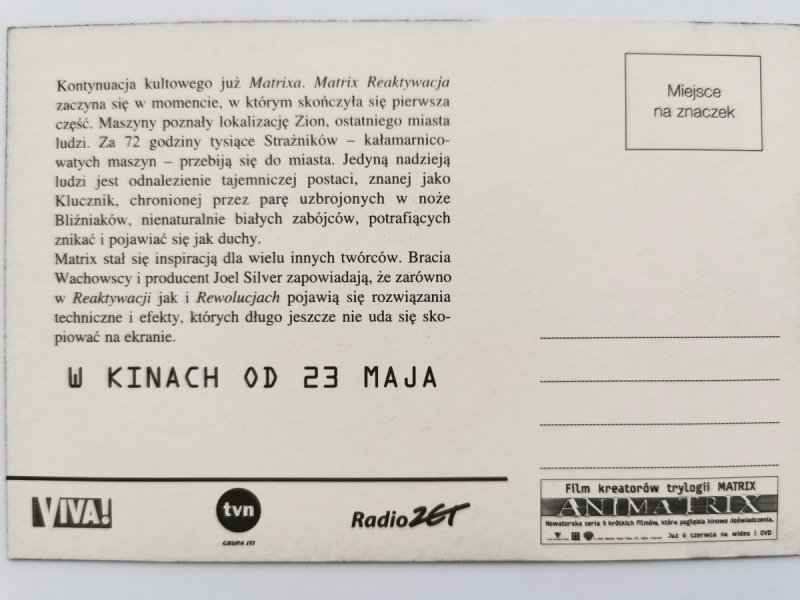 Kontynuacja kultowego już Matrixa. Matrix Reaktywacja
zaczyna się w momencie, w którym skończyła się pierwsza
część. Maszyny poznały lokalizację Zion, ostatniego miasta
ludzi. Za 72 godziny tysiące Strażników – kałamarnico-
watych maszyn – przebiją się do miasta. Jedyną nadzieją
ludzi jest odnalezienie tajemniczej postaci, znanej jako
Klucznik, chronionej przez parę uzbrojonych w noże
Bliźniaków, nienaturalnie białych zabójców, potrafiących
znikać i pojawiać się jak duchy.
Matrix stał się inspiracją dla wielu innych twórców. Bracia
Wachowscy i producent Joel Silver zapowiadają, że zarówno
w Reaktywacji jak i Rewolucjach pojawią się rozwiązania
techniczne i efekty, których długo jeszcze nie uda się sko-
piować na ekranie.
W KINACH OD 23 MAJA
Miejsce
na znaczek
VIVA!
tvn
GRUPA ITI
Radio ZET
Film kreatorów trylogii MATRIX
ANIMATRIX
Nowatorska seria 9 krótkich filmów, która pogłębia kinowe doświadczenia.
Już 6 czerwca na wideo i DVD